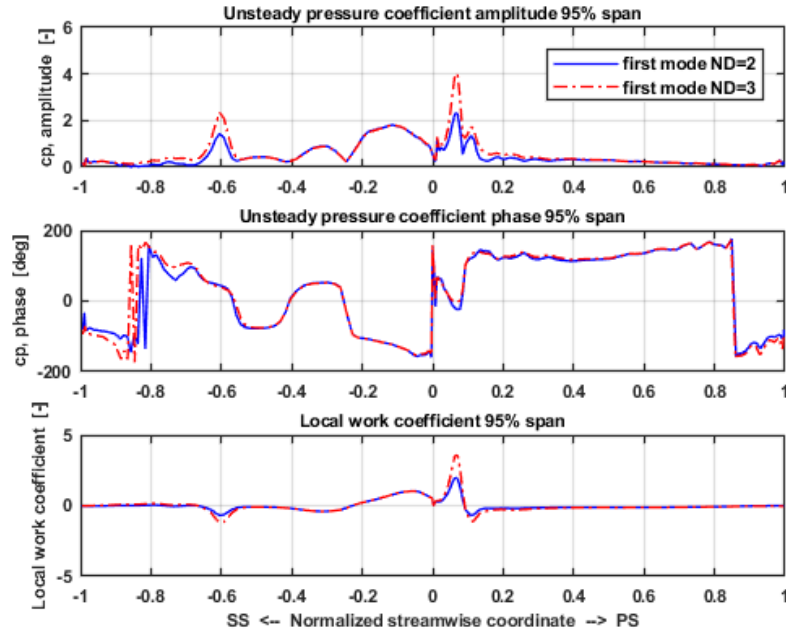 Unsteady pressure coefficient amplitude 95% span
cp, amplitude [-]
6
4
2
0
first mode ND=2
first mode ND=3
-1 -0.8 -0.6 -0.4 -0.2 0 0.2 0.4 0.6 0.8 1
Unsteady pressure coefficient phase 95% span
cp, phase [deg]
200
0
-200
-1 -0.8 -0.6 -0.4 -0.2 0 0.2 0.4 0.6 0.8 1
Local work coefficient 95% span
Local work coefficient [-]
5
0
-5
-1 -0.8 -0.6 -0.4 -0.2 0 0.2 0.4 0.6 0.8 1
SS <-- Normalized streamwise coordinate --> PS